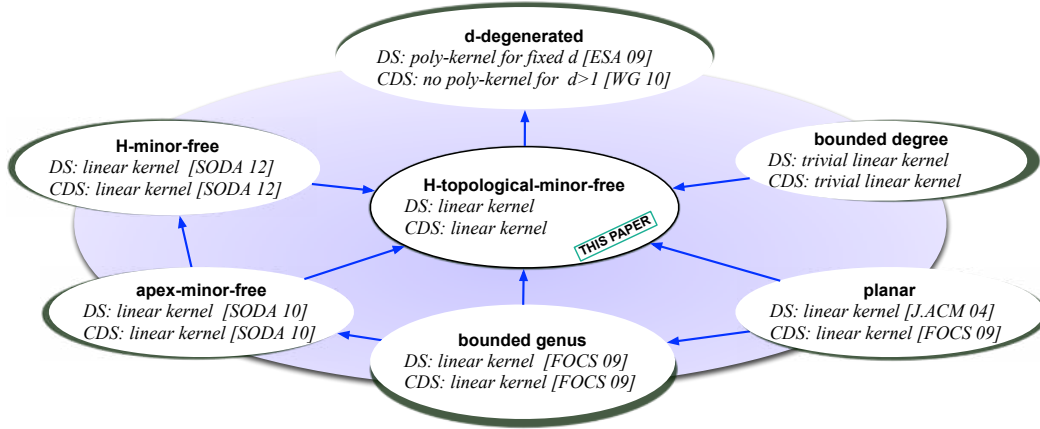 d-degenerated
DS: poly-kernel for fixed d [ESA 09]
CDS: no poly-kernel for d>1 [WG 10]
H-minor-free
DS: linear kernel [SODA 12]
CDS: linear kernel [SODA 12]
bounded degree
DS: trivial linear kernel
CDS: trivial linear kernel
H-topological-minor-free
DS: linear kernel
CDS: linear kernel
THIS PAPER
apex-minor-free
DS: linear kernel [SODA 10]
CDS: linear kernel [SODA 10]
planar
DS: linear kernel [J.ACM 04]
CDS: linear kernel [FOCS 09]
bounded genus
DS: linear kernel [FOCS 09]
CDS: linear kernel [FOCS 09]